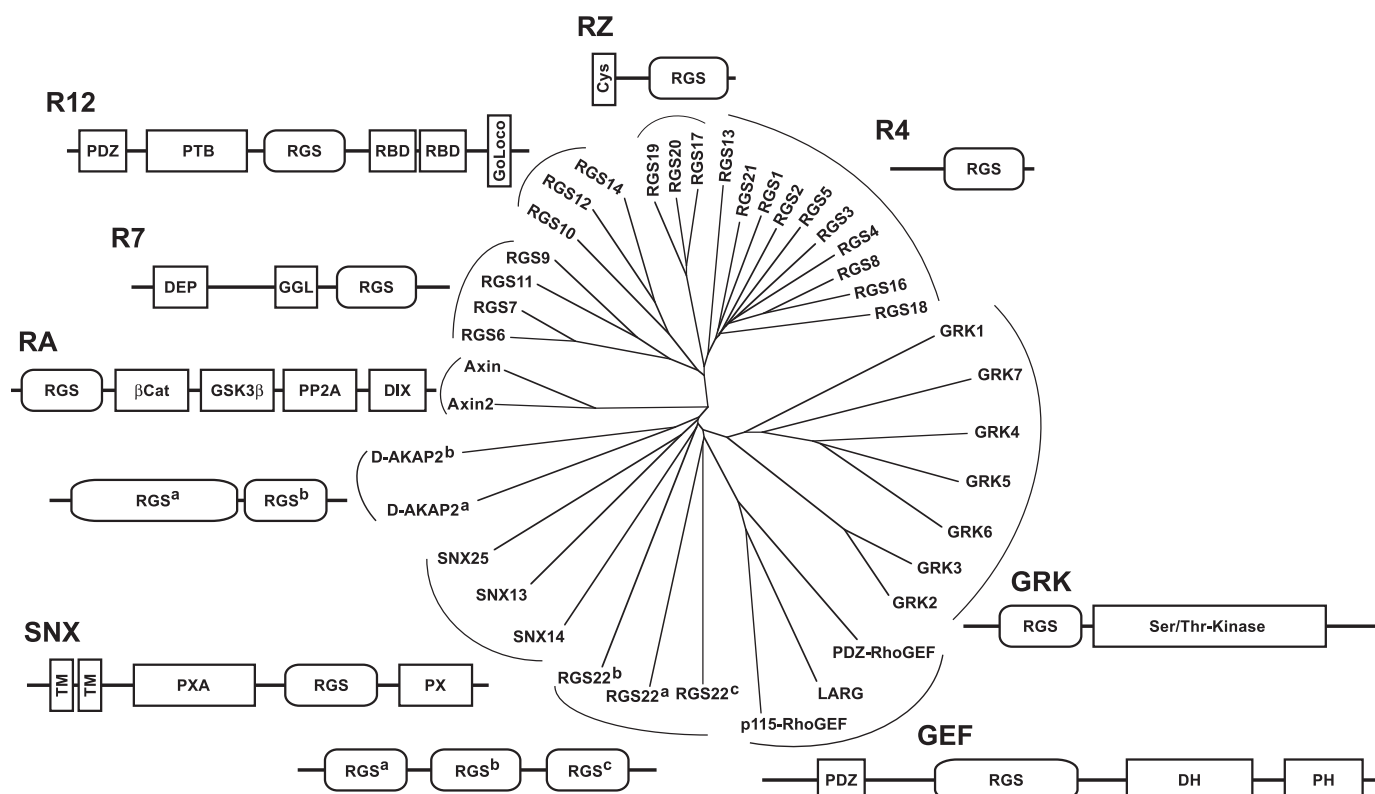 RZ
Cys RGS
R12
PDZ PTB RGS RBD RBD GoLoco
R4
RGS
R7
DEP GGL RGS
RA
RGS βCat GSK3β PP2A DIX
RGSa RGSb
SNX
TM TM PXA RGS PX
RGSa RGSb RGSc
GEF
PDZ RGS DH PH
GRK
RGS Ser/Thr-Kinase
RGS19
RGS20
RGS17
RGS13
RGS21
RGS1
RGS2
RGS5
RGS3
RGS4
RGS8
RGS16
RGS18
GRK1
GRK7
GRK4
GRK5
GRK6
GRK3
GRK2
PDZ-RhoGEF
LARG
p115-RhoGEF
RGS22c
RGS22a
RGS22b
SNX14
SNX13
SNX25
D-AKAP2a
D-AKAP2b
Axin2
Axin
RGS6
RGS7
RGS11
RGS9
RGS10
RGS12
RGS14